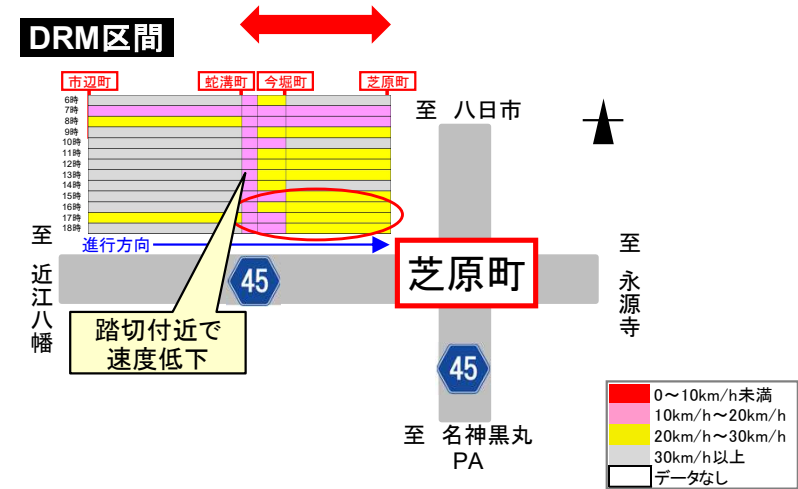 DRM区間
市辺町
蛇溝町
今堀町
芝原町
6時
7時
8時
9時
10時
11時
12時
13時
14時
15時
16時
17時
18時
進行方向
至 八日市
至 近江八幡
45
芝原町
至 永源寺
踏切付近で
速度低下
45
至 名神黒丸
PA
0～10km/h未満
10km/h～20km/h
20km/h～30km/h
30km/h以上
データなし